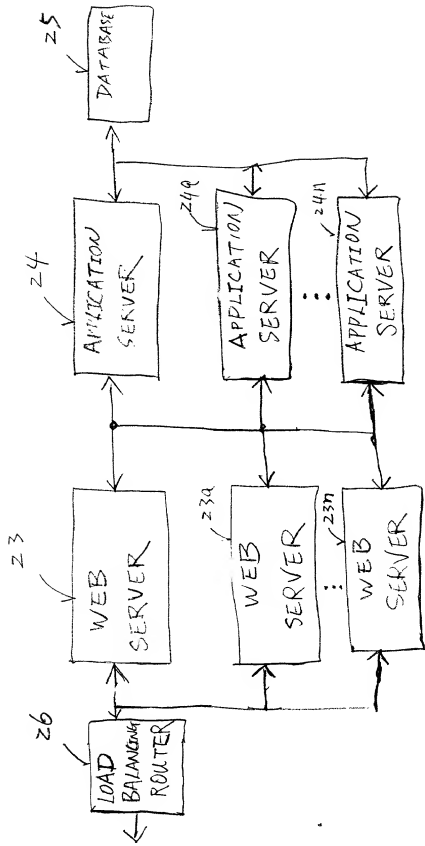 26
LOAD
BALANCING
ROUTER
23
WEB
SERVER
23a
WEB
SERVER
⋮
23n
WEB
SERVER
24
APPLICATION
SERVER
24a
APPLICATION
SERVER
⋮
24n
APPLICATION
SERVER
25
DATABASE